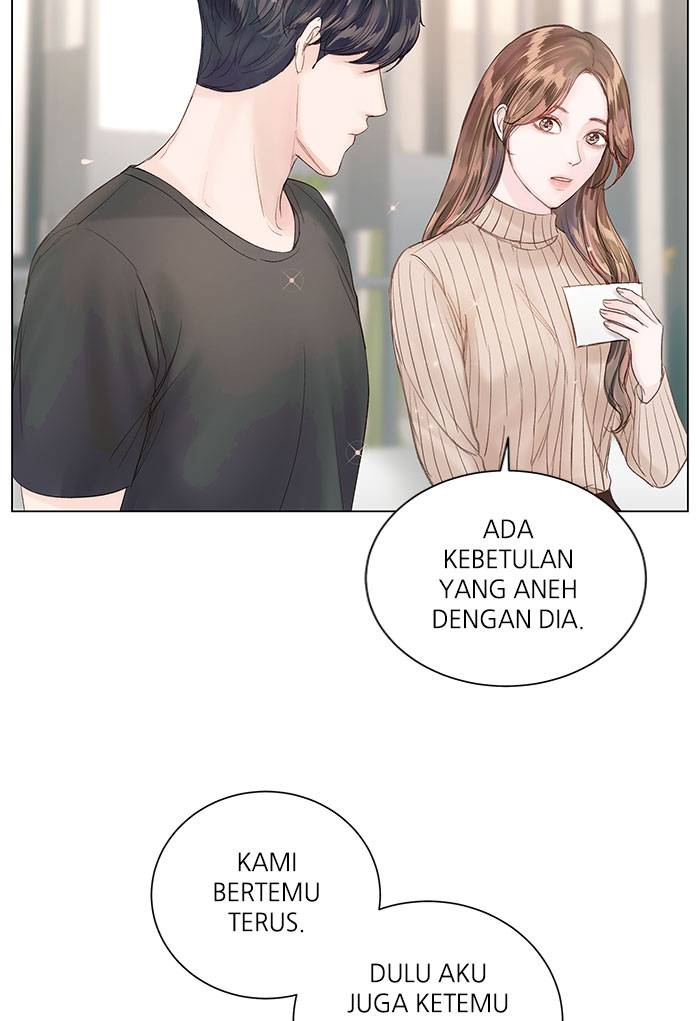 ADA
KEBETULAN
YANG ANEH
DENGAN DIA.
KAMI
BERTEMU
TERUS.
DULU AKU
JUGA KETEMU